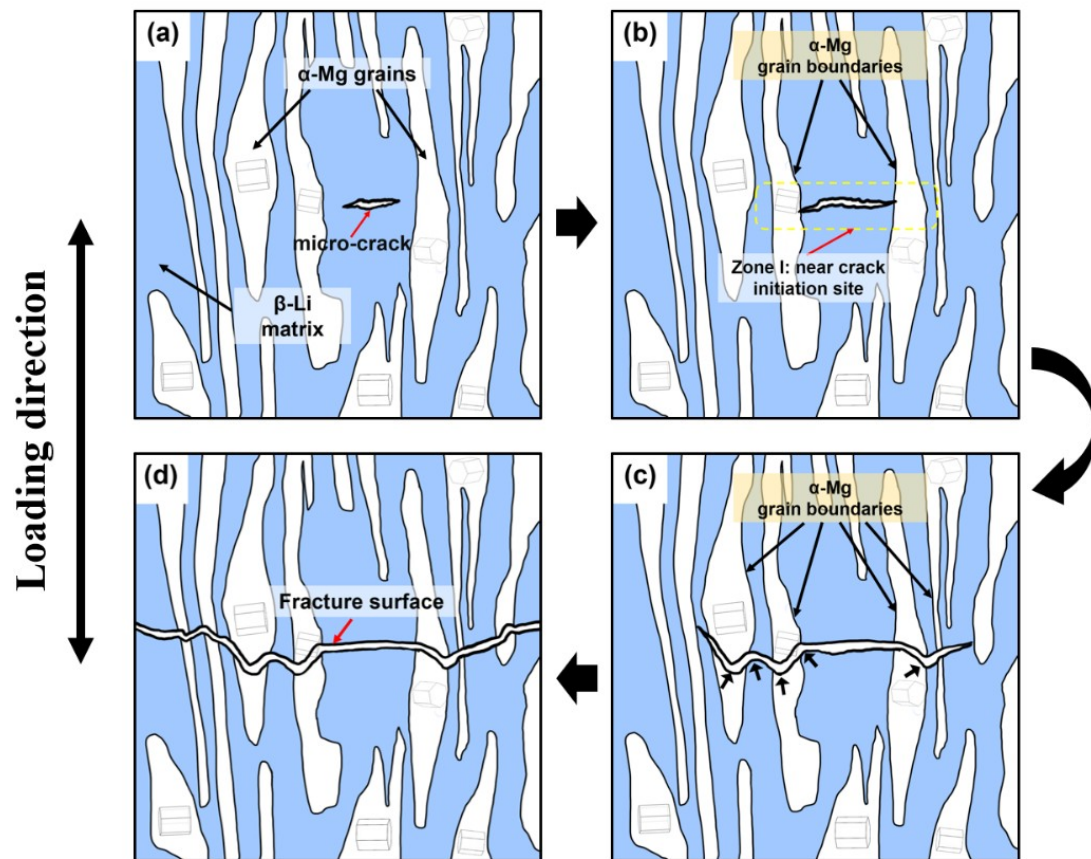 Loading direction
(a)
α-Mg grains
micro-crack
β-Li
matrix
(b)
α-Mg
grain boundaries
Zone I: near crack
initiation site
(d)
Fracture surface
(c)
α-Mg
grain boundaries